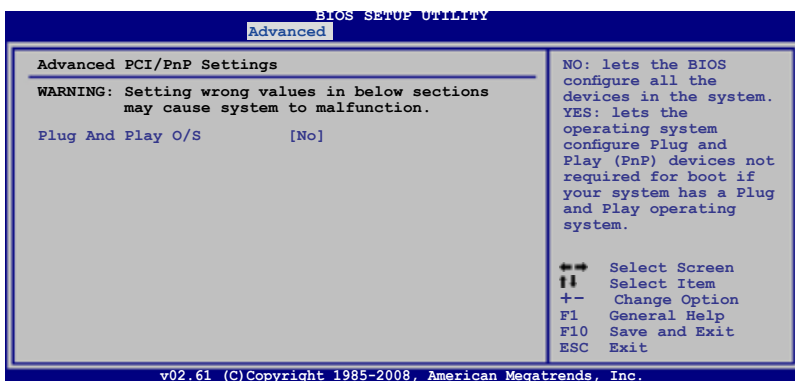 BIOS SETUP UTILITY
Advanced
Advanced PCI/PnP Settings
WARNING: Setting wrong values in below sections
may cause system to malfunction.
Plug And Play O/S [No]
NO: lets the BIOS
configure all the
devices in the system.
YES: lets the
operating system
configure Plug and
Play (PnP) devices not
required for boot if
your system has a Plug
and Play operating
system.
←→ Select Screen
↑↓ Select Item
+- Change Option
F1 General Help
F10 Save and Exit
ESC Exit
v02.61 (C)Copyright 1985-2008, American Megatrends, Inc.